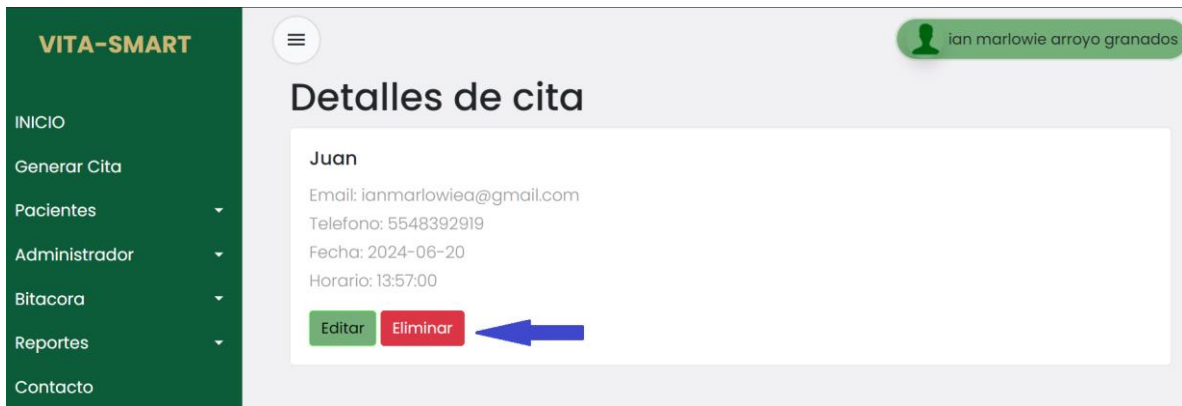 VITA-SMART
ian marlowie arroyo granados
INICIO
Generar Cita
Pacientes
Administrador
Bitacora
Reportes
Contacto
Detalles de cita
Juan
Email: ianmarlowiea@gmail.com
Telefono: 5548392919
Fecha: 2024-06-20
Horario: 13:57:00
Editar Eliminar